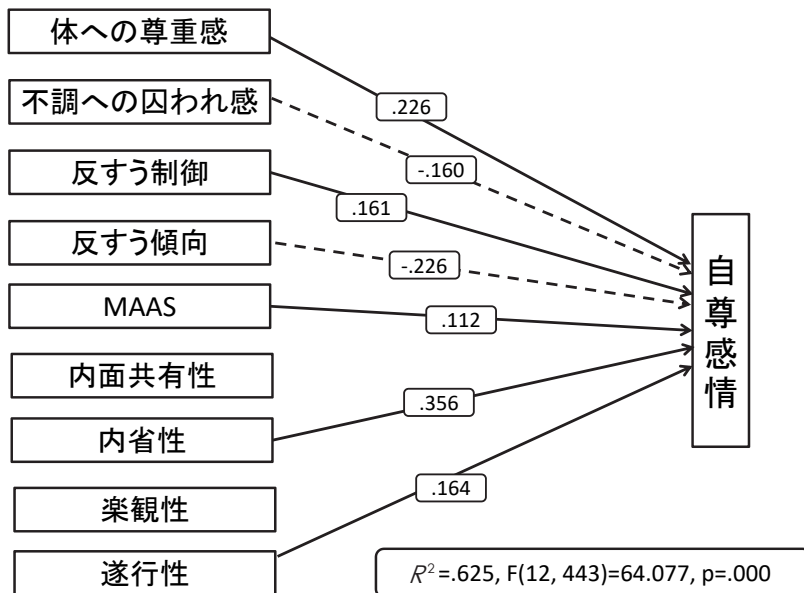 体への尊重感
不調への囚われ感
反すう制御
反すう傾向
MAAS
内面共有性
内省性
楽観性
遂行性
.226
-.160
.161
-.226
.112
.356
.164
自尊感情
R²=.625, F(12, 443)=64.077, p=.000